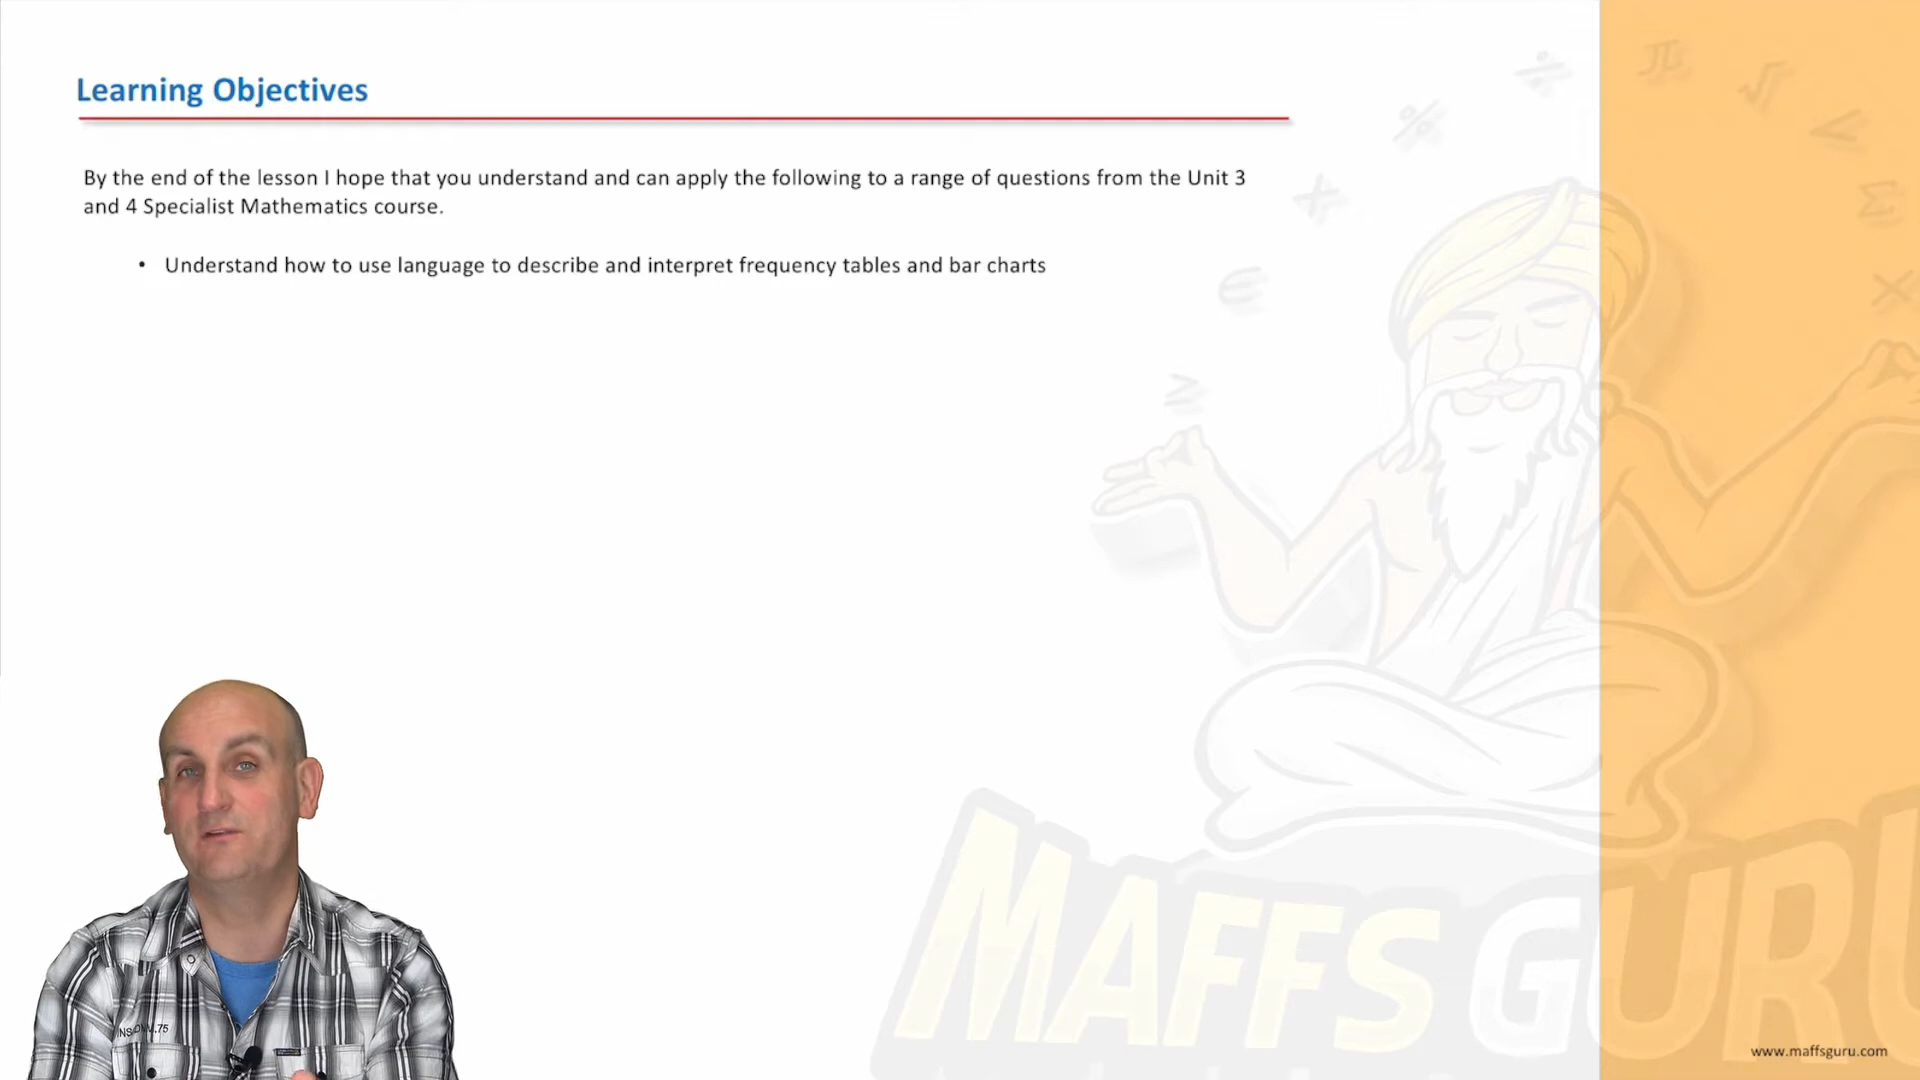 Learning Objectives
By the end of the lesson I hope that you understand and can apply the following to a range of questions from the Unit 3
and 4 Specialist Mathematics course.
• Understand how to use language to describe and interpret frequency tables and bar charts
÷ π √ <
% + Σ
∈ ×
≥
MAFFS GURU
www.maffsguru.com